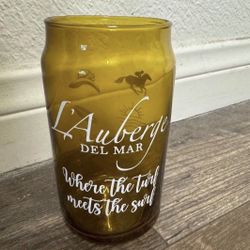 L'Auberge
DEL MAR
Where the turf
meets the surf